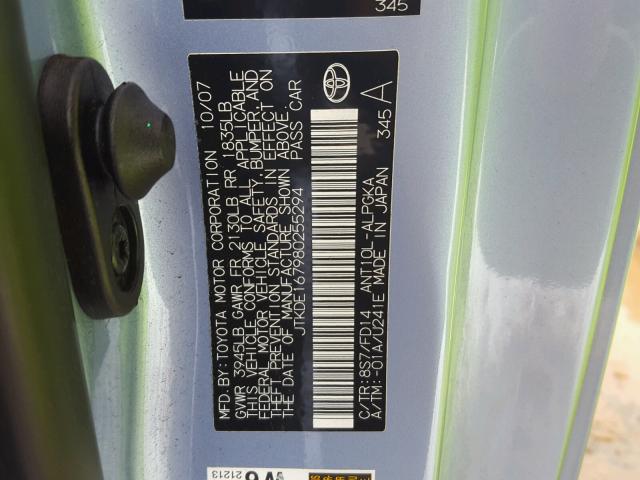 345
MFD. BY: TOYOTA MOTOR CORPORATION 10/07
GVWR 3945LB GAWR FR 2130LB RR 1835LB
THIS VEHICLE CONFORMS TO ALL APPLICABLE
FEDERAL MOTOR VEHICLE SAFETY, BUMPER, AND
THEFT PREVENTION STANDARDS IN EFFECT ON
DATE OF MANUFACTURE SHOWN ABOVE.
JTKDE167980255294 PASS CAR
C/TR: 8S7/FD14 ANT10L-ALPGKA
A/TM: -01A/U241E MADE IN JAPAN 345 A
21213